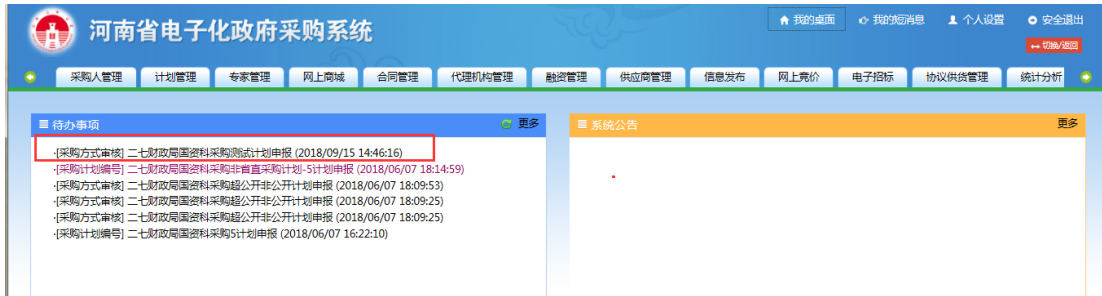 河南省电子化政府采购系统
我的桌面 我的短消息 个人设置 安全退出
切换/返回
采购人管理 计划管理 专家管理 网上商城 合同管理 代理机构管理 融资管理 供应商管理 信息发布 网上竞价 电子招标 协议供货管理 统计分析
待办事项 更多
系统公告 更多
·[采购方式审核] 二七财政局国资科采购测试计划申报 (2018/09/15 14:46:16)
·[采购计划编号] 二七财政局国资科采购非省直采购计划-5计划申报 (2018/06/07 18:14:59)
·[采购方式审核] 二七财政局国资科采购超公开非公开计划申报 (2018/06/07 18:09:53)
·[采购方式审核] 二七财政局国资科采购超公开非公开计划申报 (2018/06/07 18:09:25)
·[采购方式审核] 二七财政局国资科采购超公开非公开计划申报 (2018/06/07 18:09:25)
·[采购计划编号] 二七财政局国资科采购5计划申报 (2018/06/07 16:22:10)